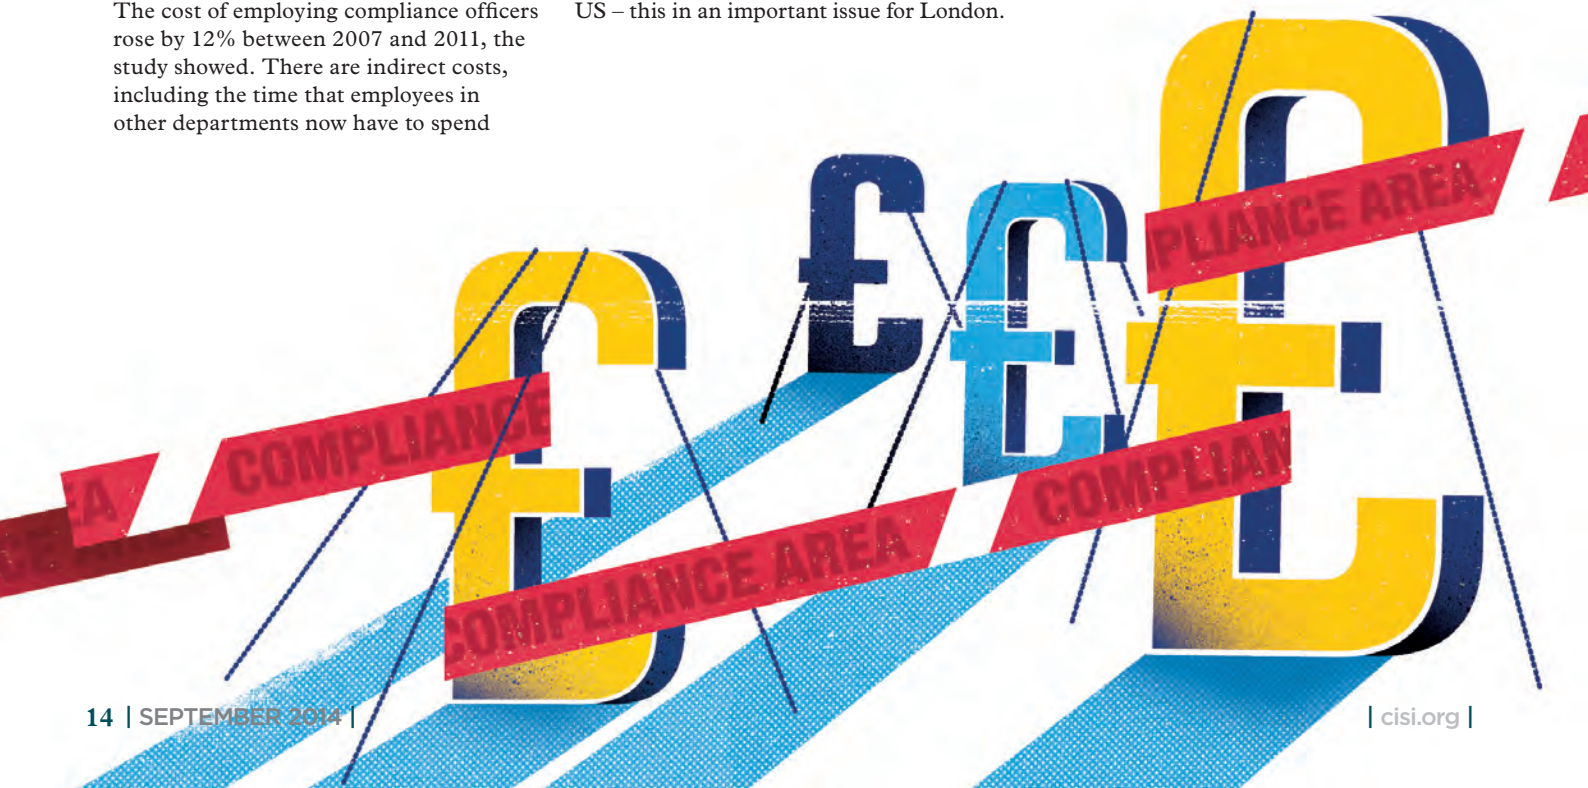 The cost of employing compliance officers
rose by 12% between 2007 and 2011, the
study showed. There are indirect costs,
including the time that employees in
other departments now have to spend
US – this in an important issue for London.
£
£
£
£
PLIANCE AREA
COMPLIANCE
A
CE AREA
COMPLIANCE AREA
COMPLIAN
14 | SEPTEMBER 2014 |
| cisi.org |